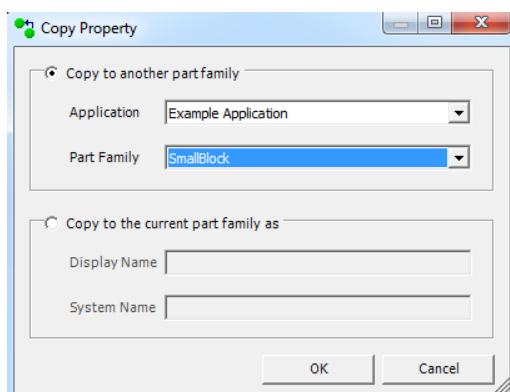 Copy Property
Copy to another part family
Application Example Application
Part Family SmallBlock
Copy to the current part family as
Display Name
System Name
OK Cancel